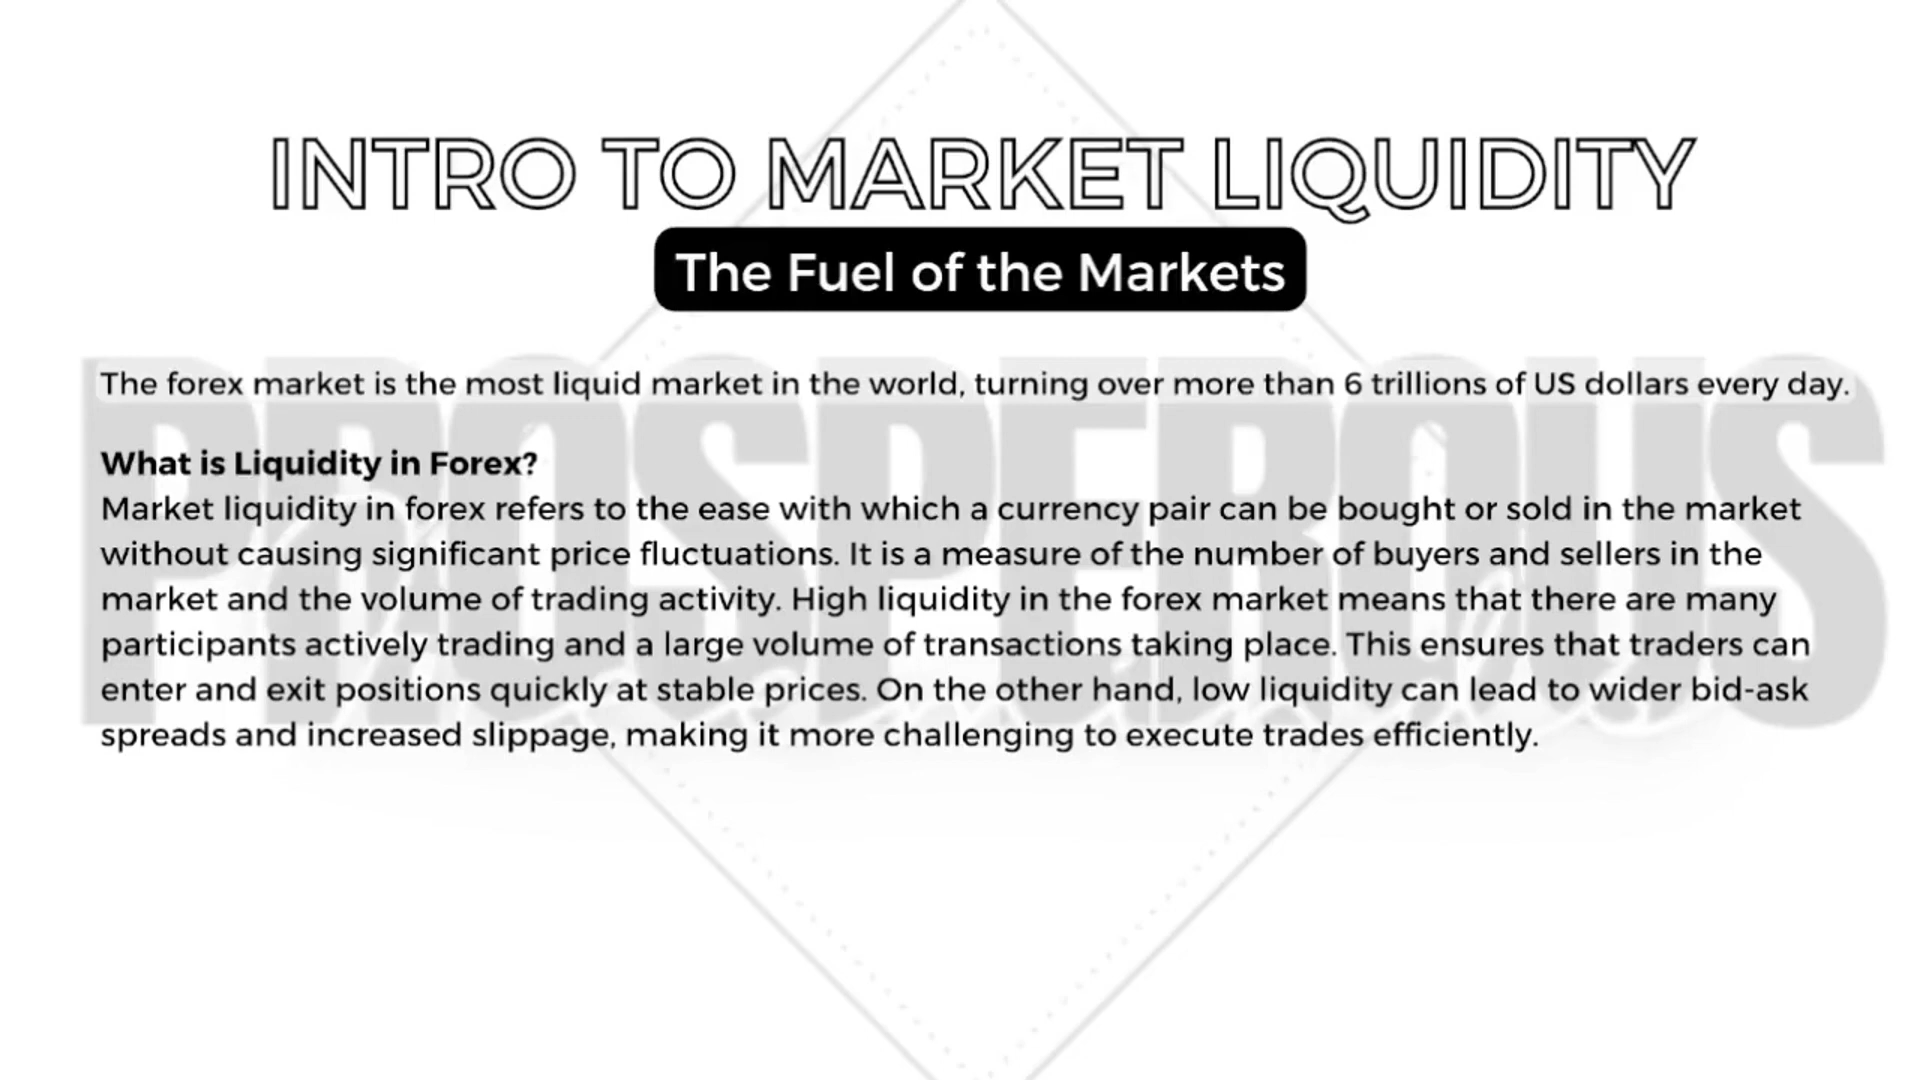 INTRO TO MARKET LIQUIDITY
The Fuel of the Markets
PROSPEROUS
The forex market is the most liquid market in the world, turning over more than 6 trillions of US dollars every day.
What is Liquidity in Forex?
Market liquidity in forex refers to the ease with which a currency pair can be bought or sold in the market
without causing significant price fluctuations. It is a measure of the number of buyers and sellers in the
market and the volume of trading activity. High liquidity in the forex market means that there are many
participants actively trading and a large volume of transactions taking place. This ensures that traders can
enter and exit positions quickly at stable prices. On the other hand, low liquidity can lead to wider bid-ask
spreads and increased slippage, making it more challenging to execute trades efficiently.